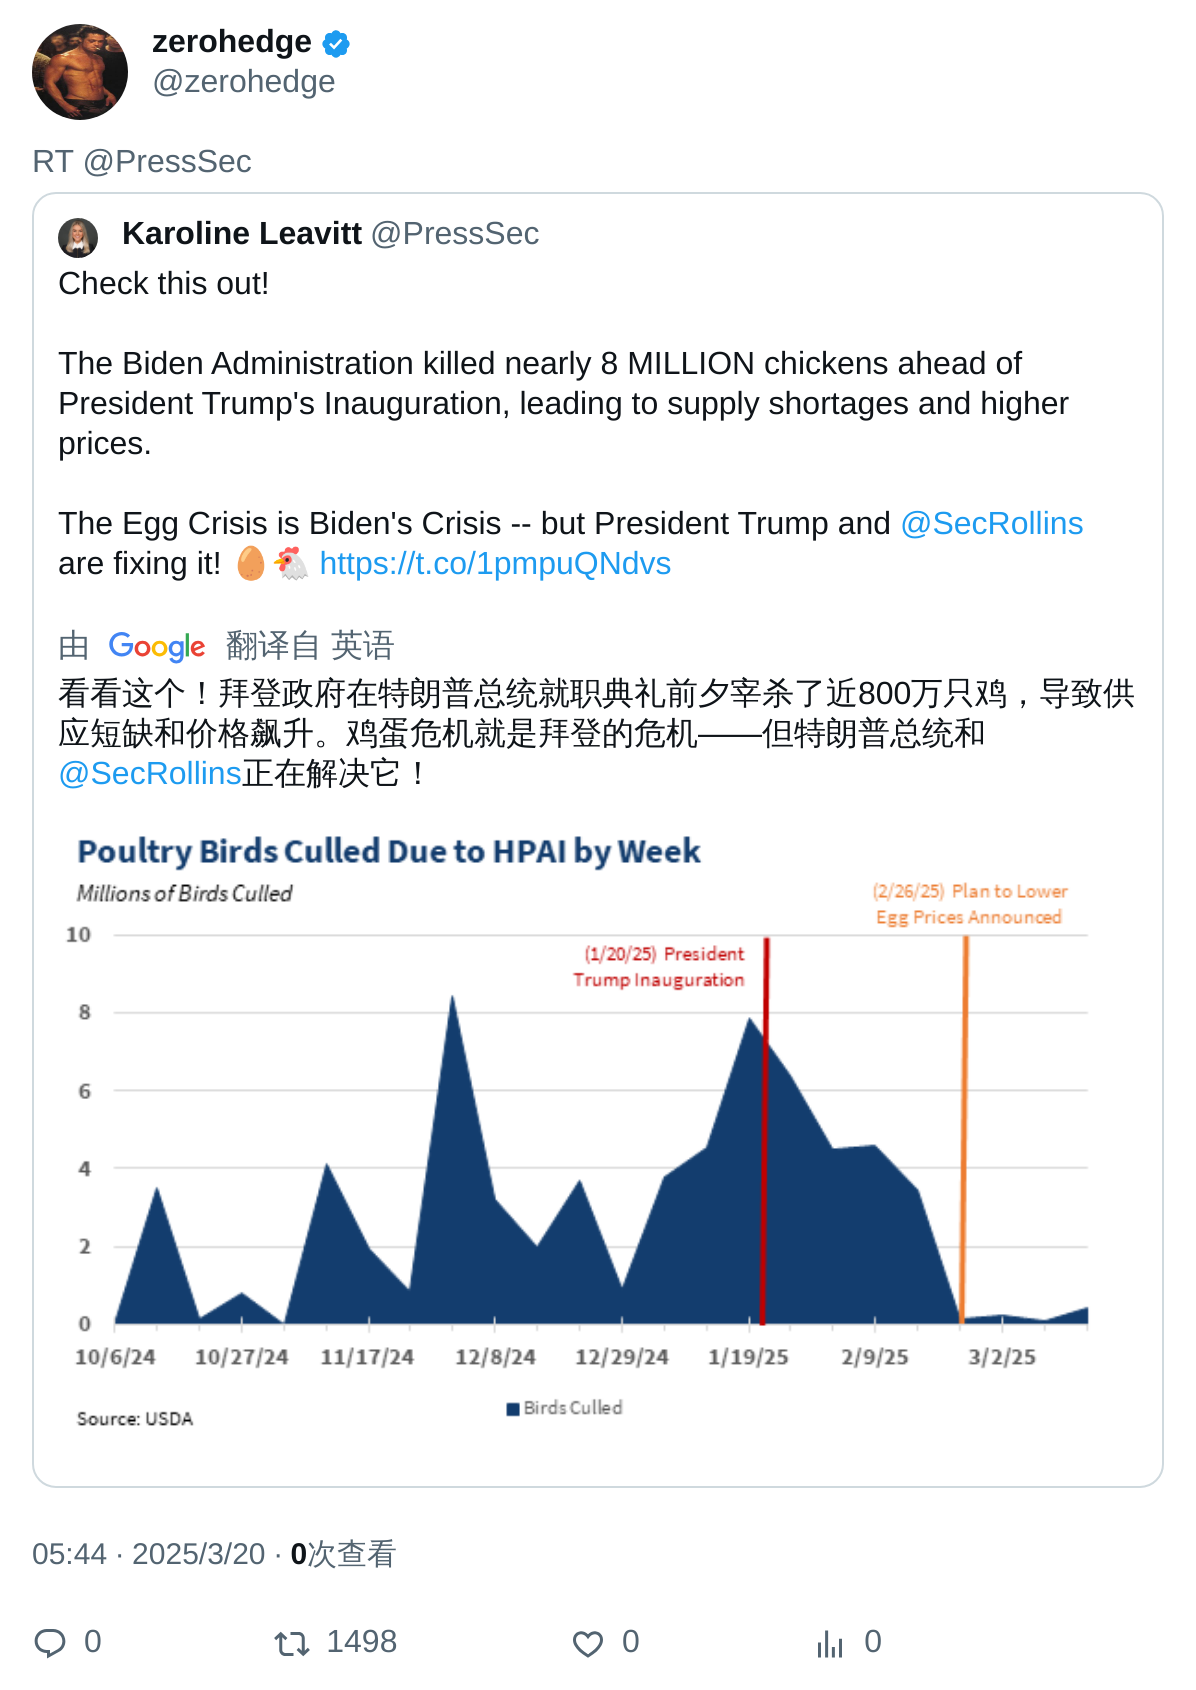 zerohedge
@zerohedge
RT @PressSec
Karoline Leavitt @PressSec
Check this out!
The Biden Administration killed nearly 8 MILLION chickens ahead of
President Trump's Inauguration, leading to supply shortages and higher
prices.
The Egg Crisis is Biden's Crisis -- but President Trump and @SecRollins
are fixing it! 🥚🐔 https://t.co/1pmpuQNdvs
由 Google 翻译自 英语
看看这个！拜登政府在特朗普总统就职典礼前夕宰杀了近800万只鸡，导致供
应短缺和价格飙升。鸡蛋危机就是拜登的危机——但特朗普总统和
@SecRollins正在解决它！
Poultry Birds Culled Due to HPAI by Week
Millions of Birds Culled
(2/26/25) Plan to Lower
Egg Prices Announced
(1/20/25) President
Trump Inauguration
10
8
6
4
2
0
10/6/24 10/27/24 11/17/24 12/8/24 12/29/24 1/19/25 2/9/25 3/2/25
Birds Culled
Source: USDA
05:44 · 2025/3/20 · 0次查看
0 1498 0 0